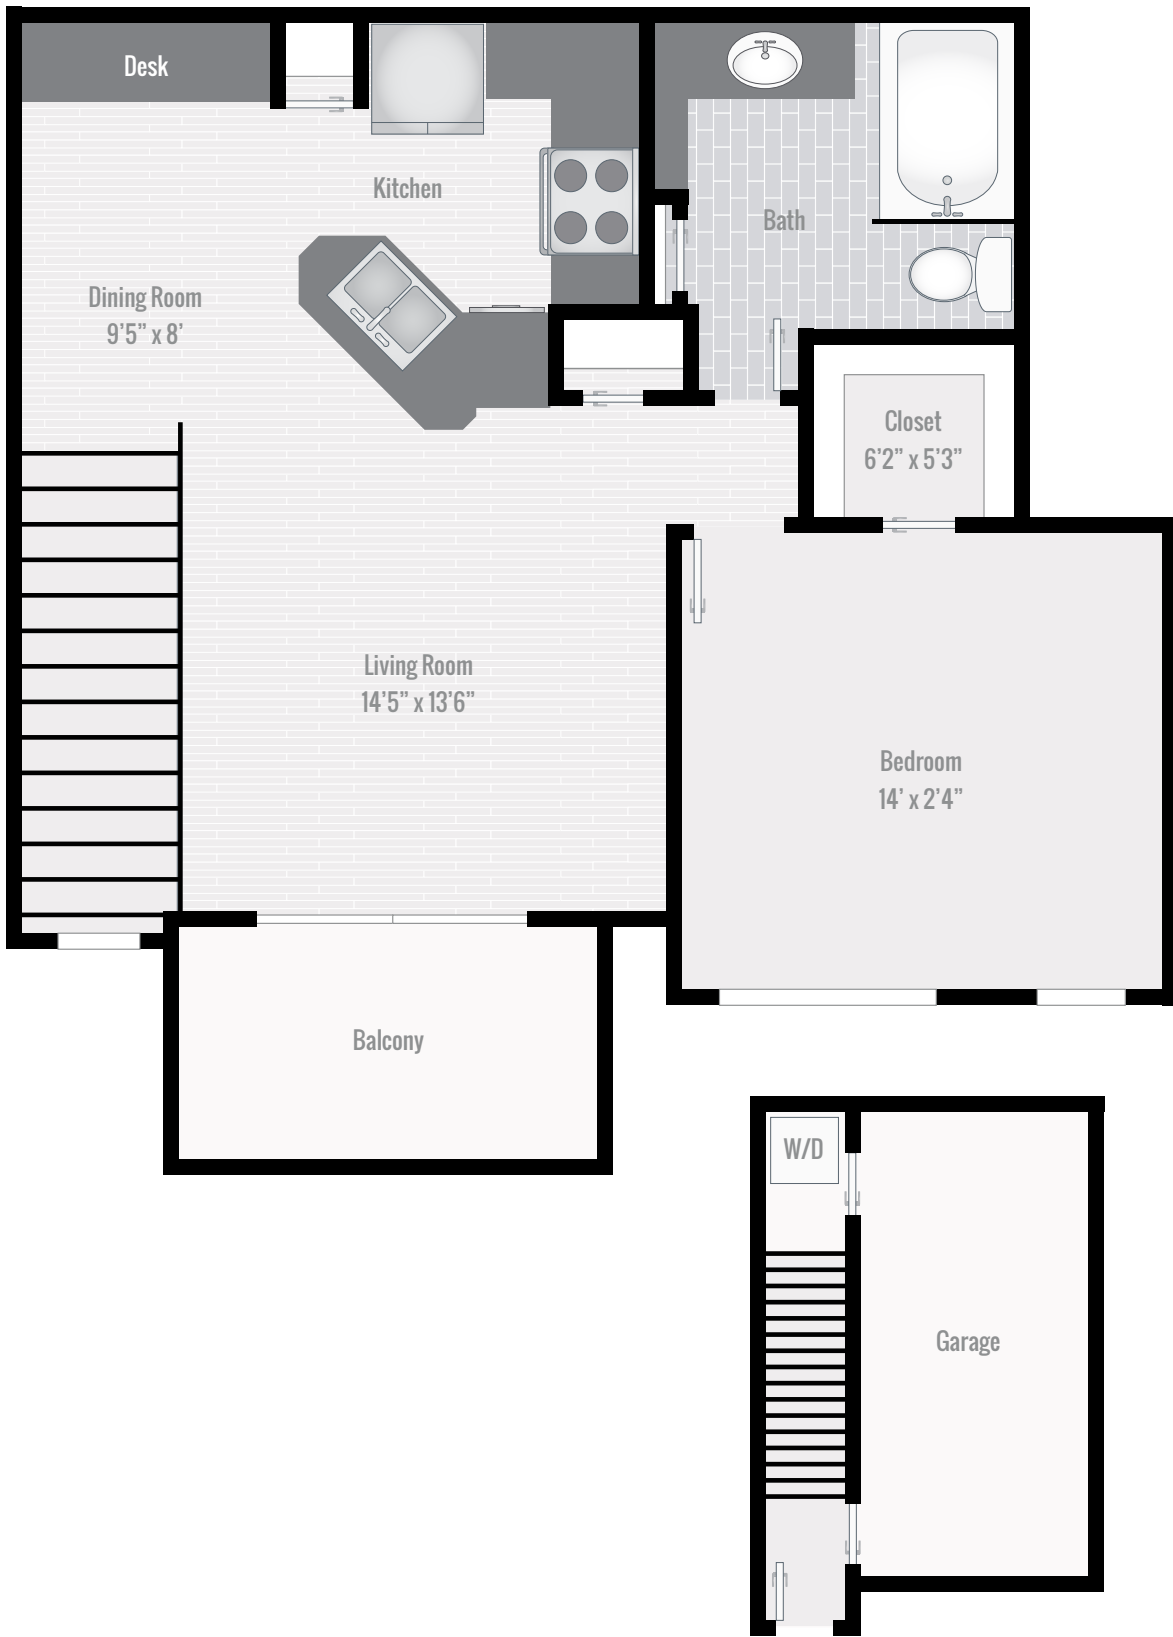 Desk
Kitchen
Bath
Dining Room
9’5” x 8’
Closet
6’2” x 5’3”
Living Room
14’5” x 13’6”
Bedroom
14’ x 2’4”
Balcony
W/D
Garage